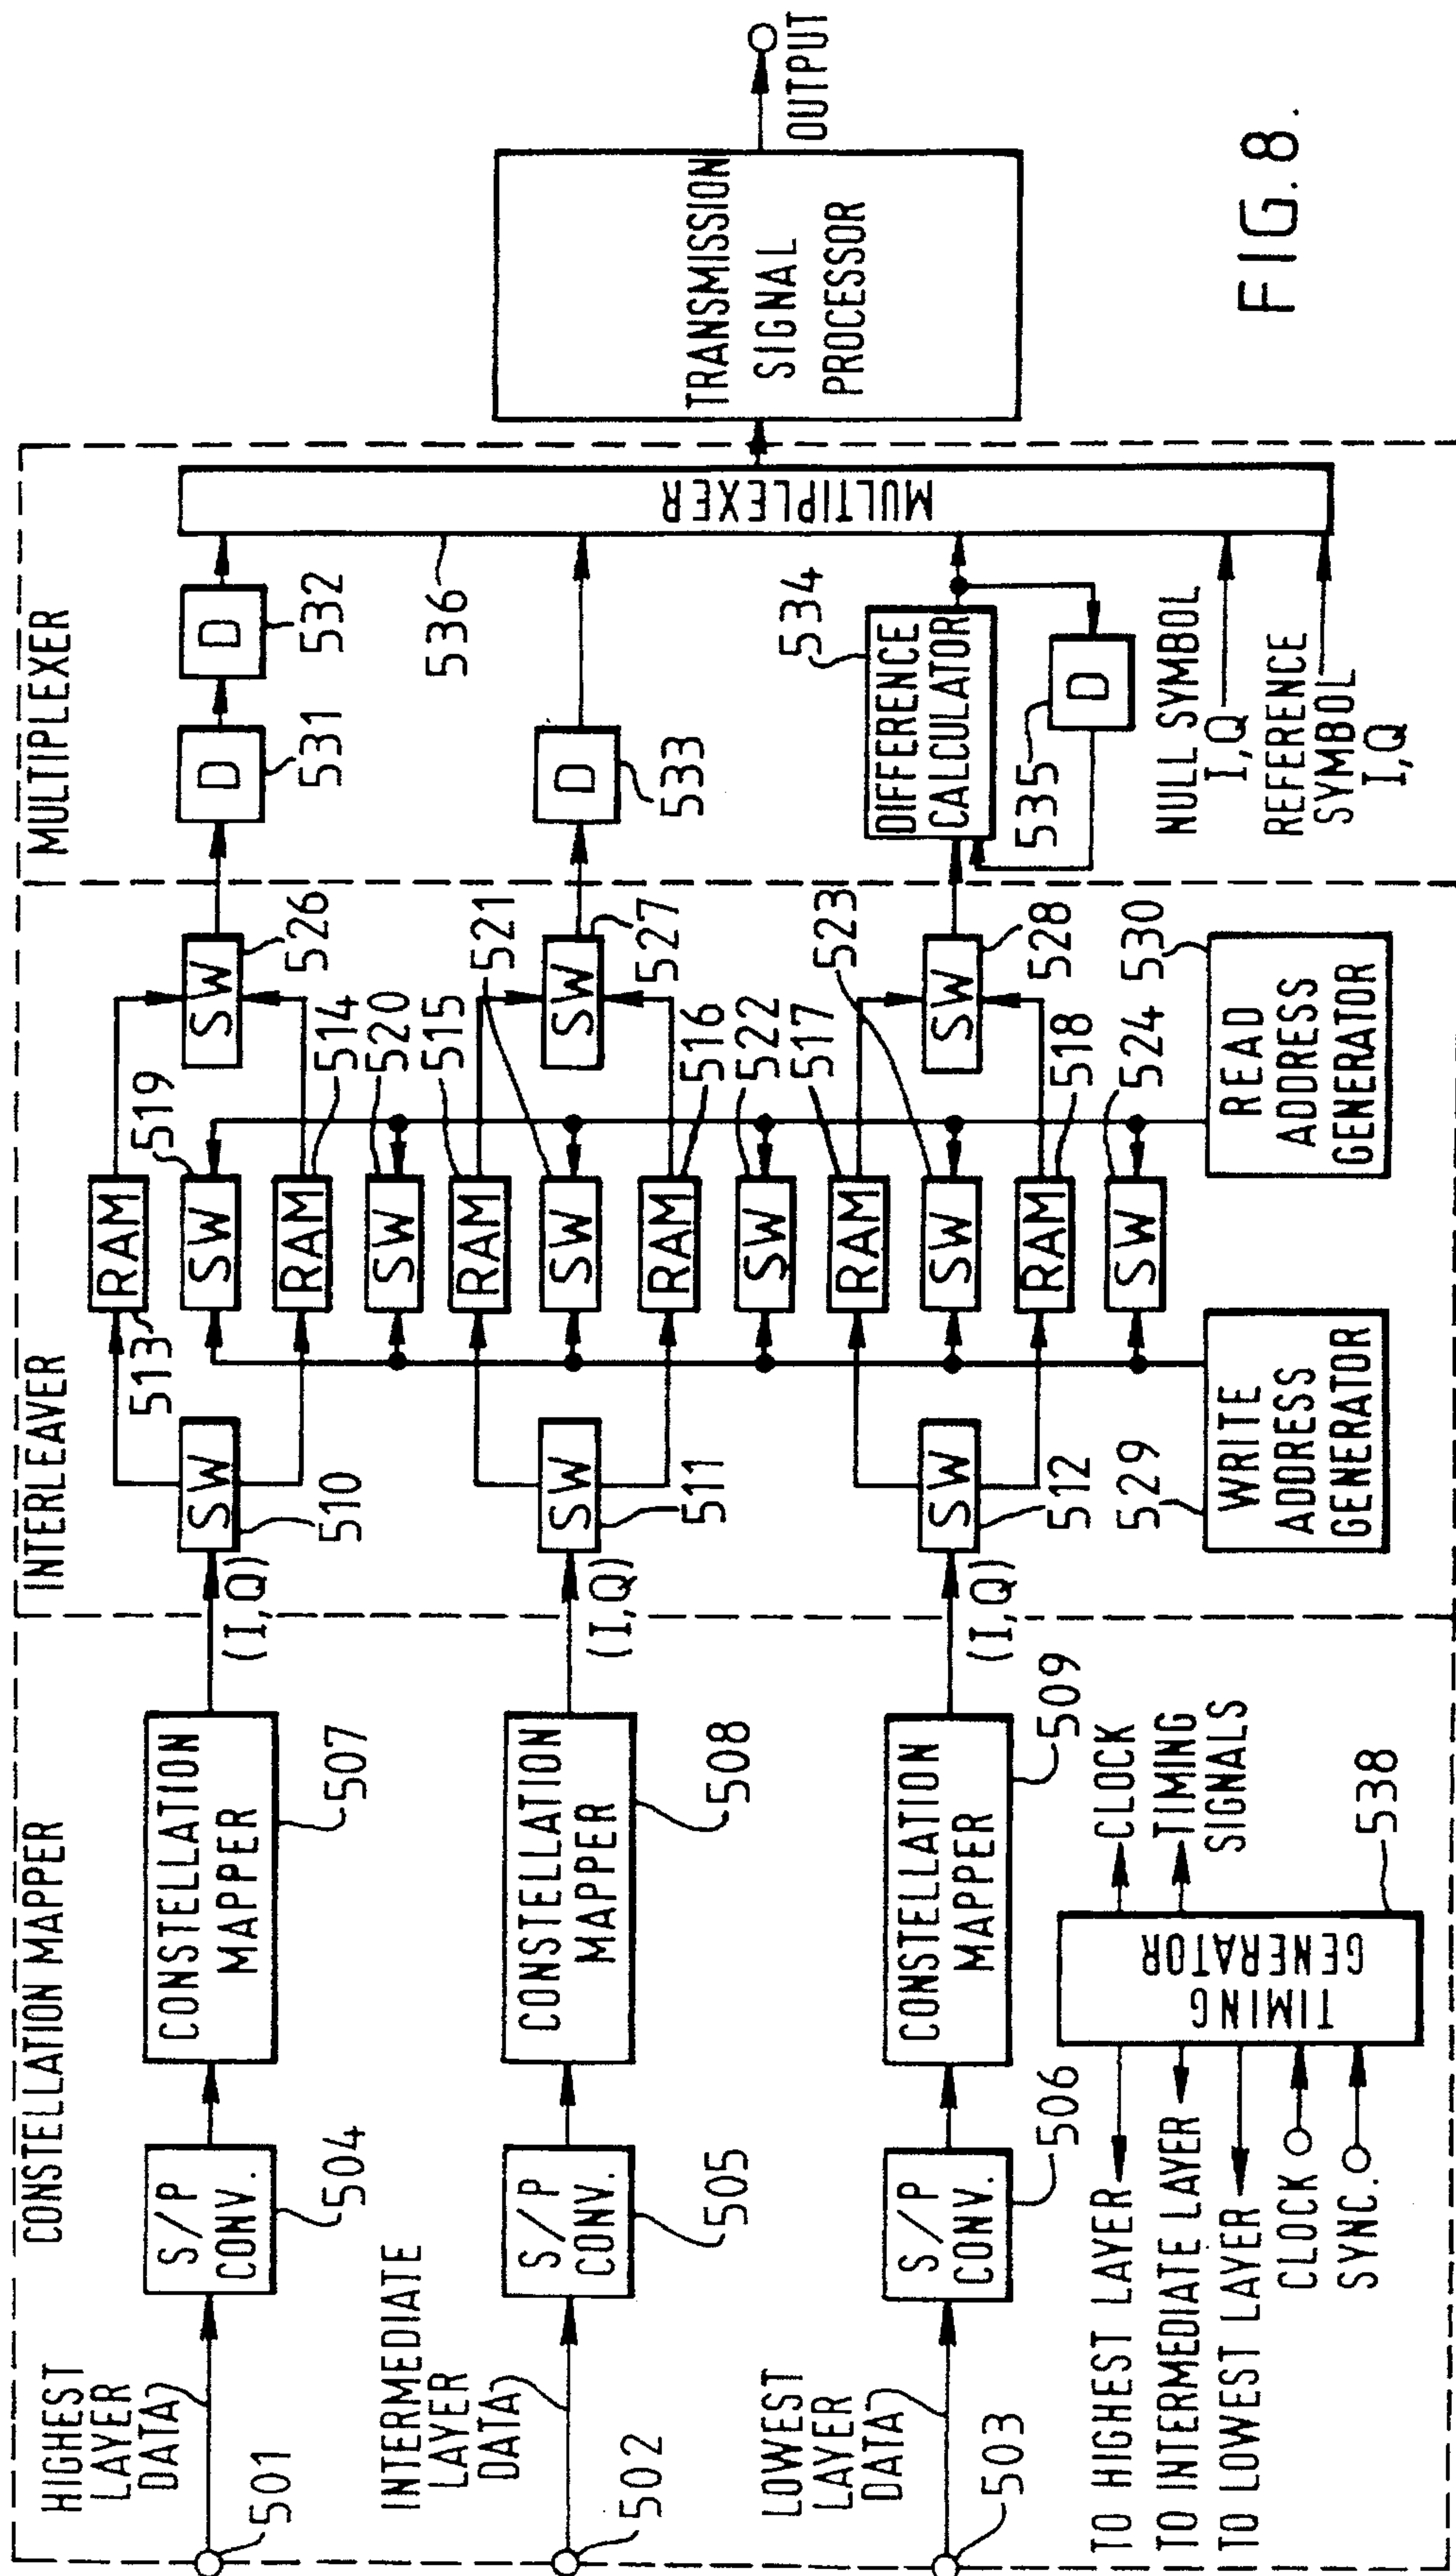 CONSTELLATION MAPPER
INTERLEAVER
MULTIPLEXER
HIGHEST
LAYER
DATA
501
S/P
CONV.
504
CONSTELLATION
MAPPER
507
(I,Q)
SW
510
RAM
513
SW
519
RAM
514
SW
520
SW
526
D
531
D
532
536
MULTIPLEXER
INTERMEDIATE
LAYER
DATA
502
S/P
CONV.
505
CONSTELLATION
MAPPER
508
(I,Q)
SW
511
RAM
515
SW
521
RAM
516
SW
522
SW
527
D
533
LOWEST
LAYER
DATA
503
S/P
CONV.
506
CONSTELLATION
MAPPER
509
(I,Q)
SW
512
RAM
517
SW
523
RAM
518
SW
524
SW
528
DIFFERENCE
CALCULATOR
534
D
535
NULL SYMBOL
I,Q
REFERENCE
SYMBOL
I,Q
TO HIGHEST LAYER
TO INTERMEDIATE LAYER
TO LOWEST LAYER
CLOCK
SYNC.
TIMING
GENERATOR
538
CLOCK
TIMING
SIGNALS
WRITE
ADDRESS
GENERATOR
529
READ
ADDRESS
GENERATOR
530
TRANSMISSION
SIGNAL
PROCESSOR
OUTPUT
FIG. 8.